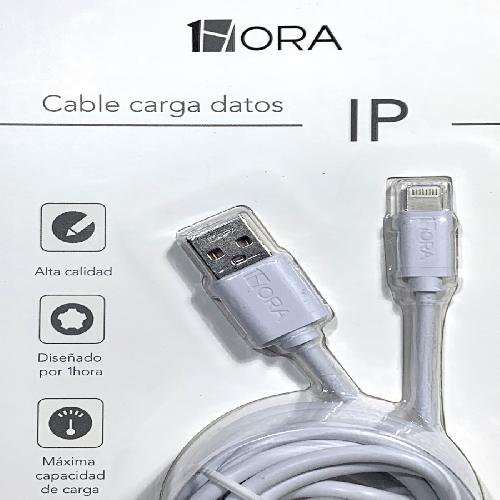 1HORA
Cable carga datos
IP
1HORA
1HORA
Alta calidad
Diseñado
por 1hora
Máxima
capacidad
de carga